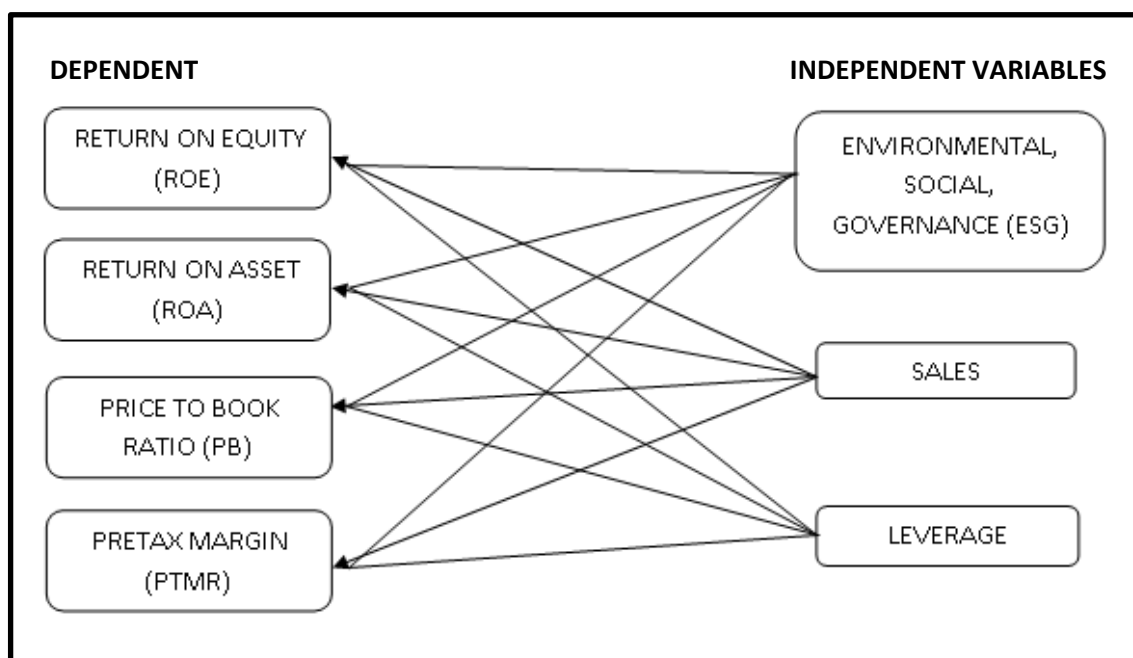 DEPENDENT
RETURN ON EQUITY
(ROE)
RETURN ON ASSET
(ROA)
PRICE TO BOOK
RATIO (PB)
PRETAX MARGIN
(PTMR)
INDEPENDENT VARIABLES
ENVIRONMENTAL,
SOCIAL,
GOVERNANCE (ESG)
SALES
LEVERAGE